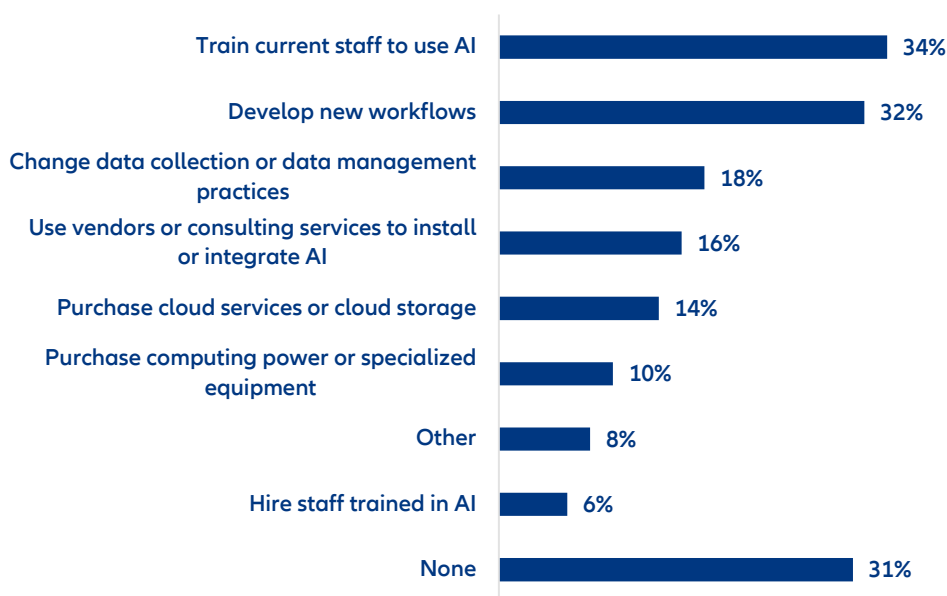 Train current staff to use AI 34%
Develop new workflows 32%
Change data collection or data management
practices 18%
Use vendors or consulting services to install
or integrate AI 16%
Purchase cloud services or cloud storage 14%
Purchase computing power or specialized
equipment 10%
Other 8%
Hire staff trained in AI 6%
None 31%